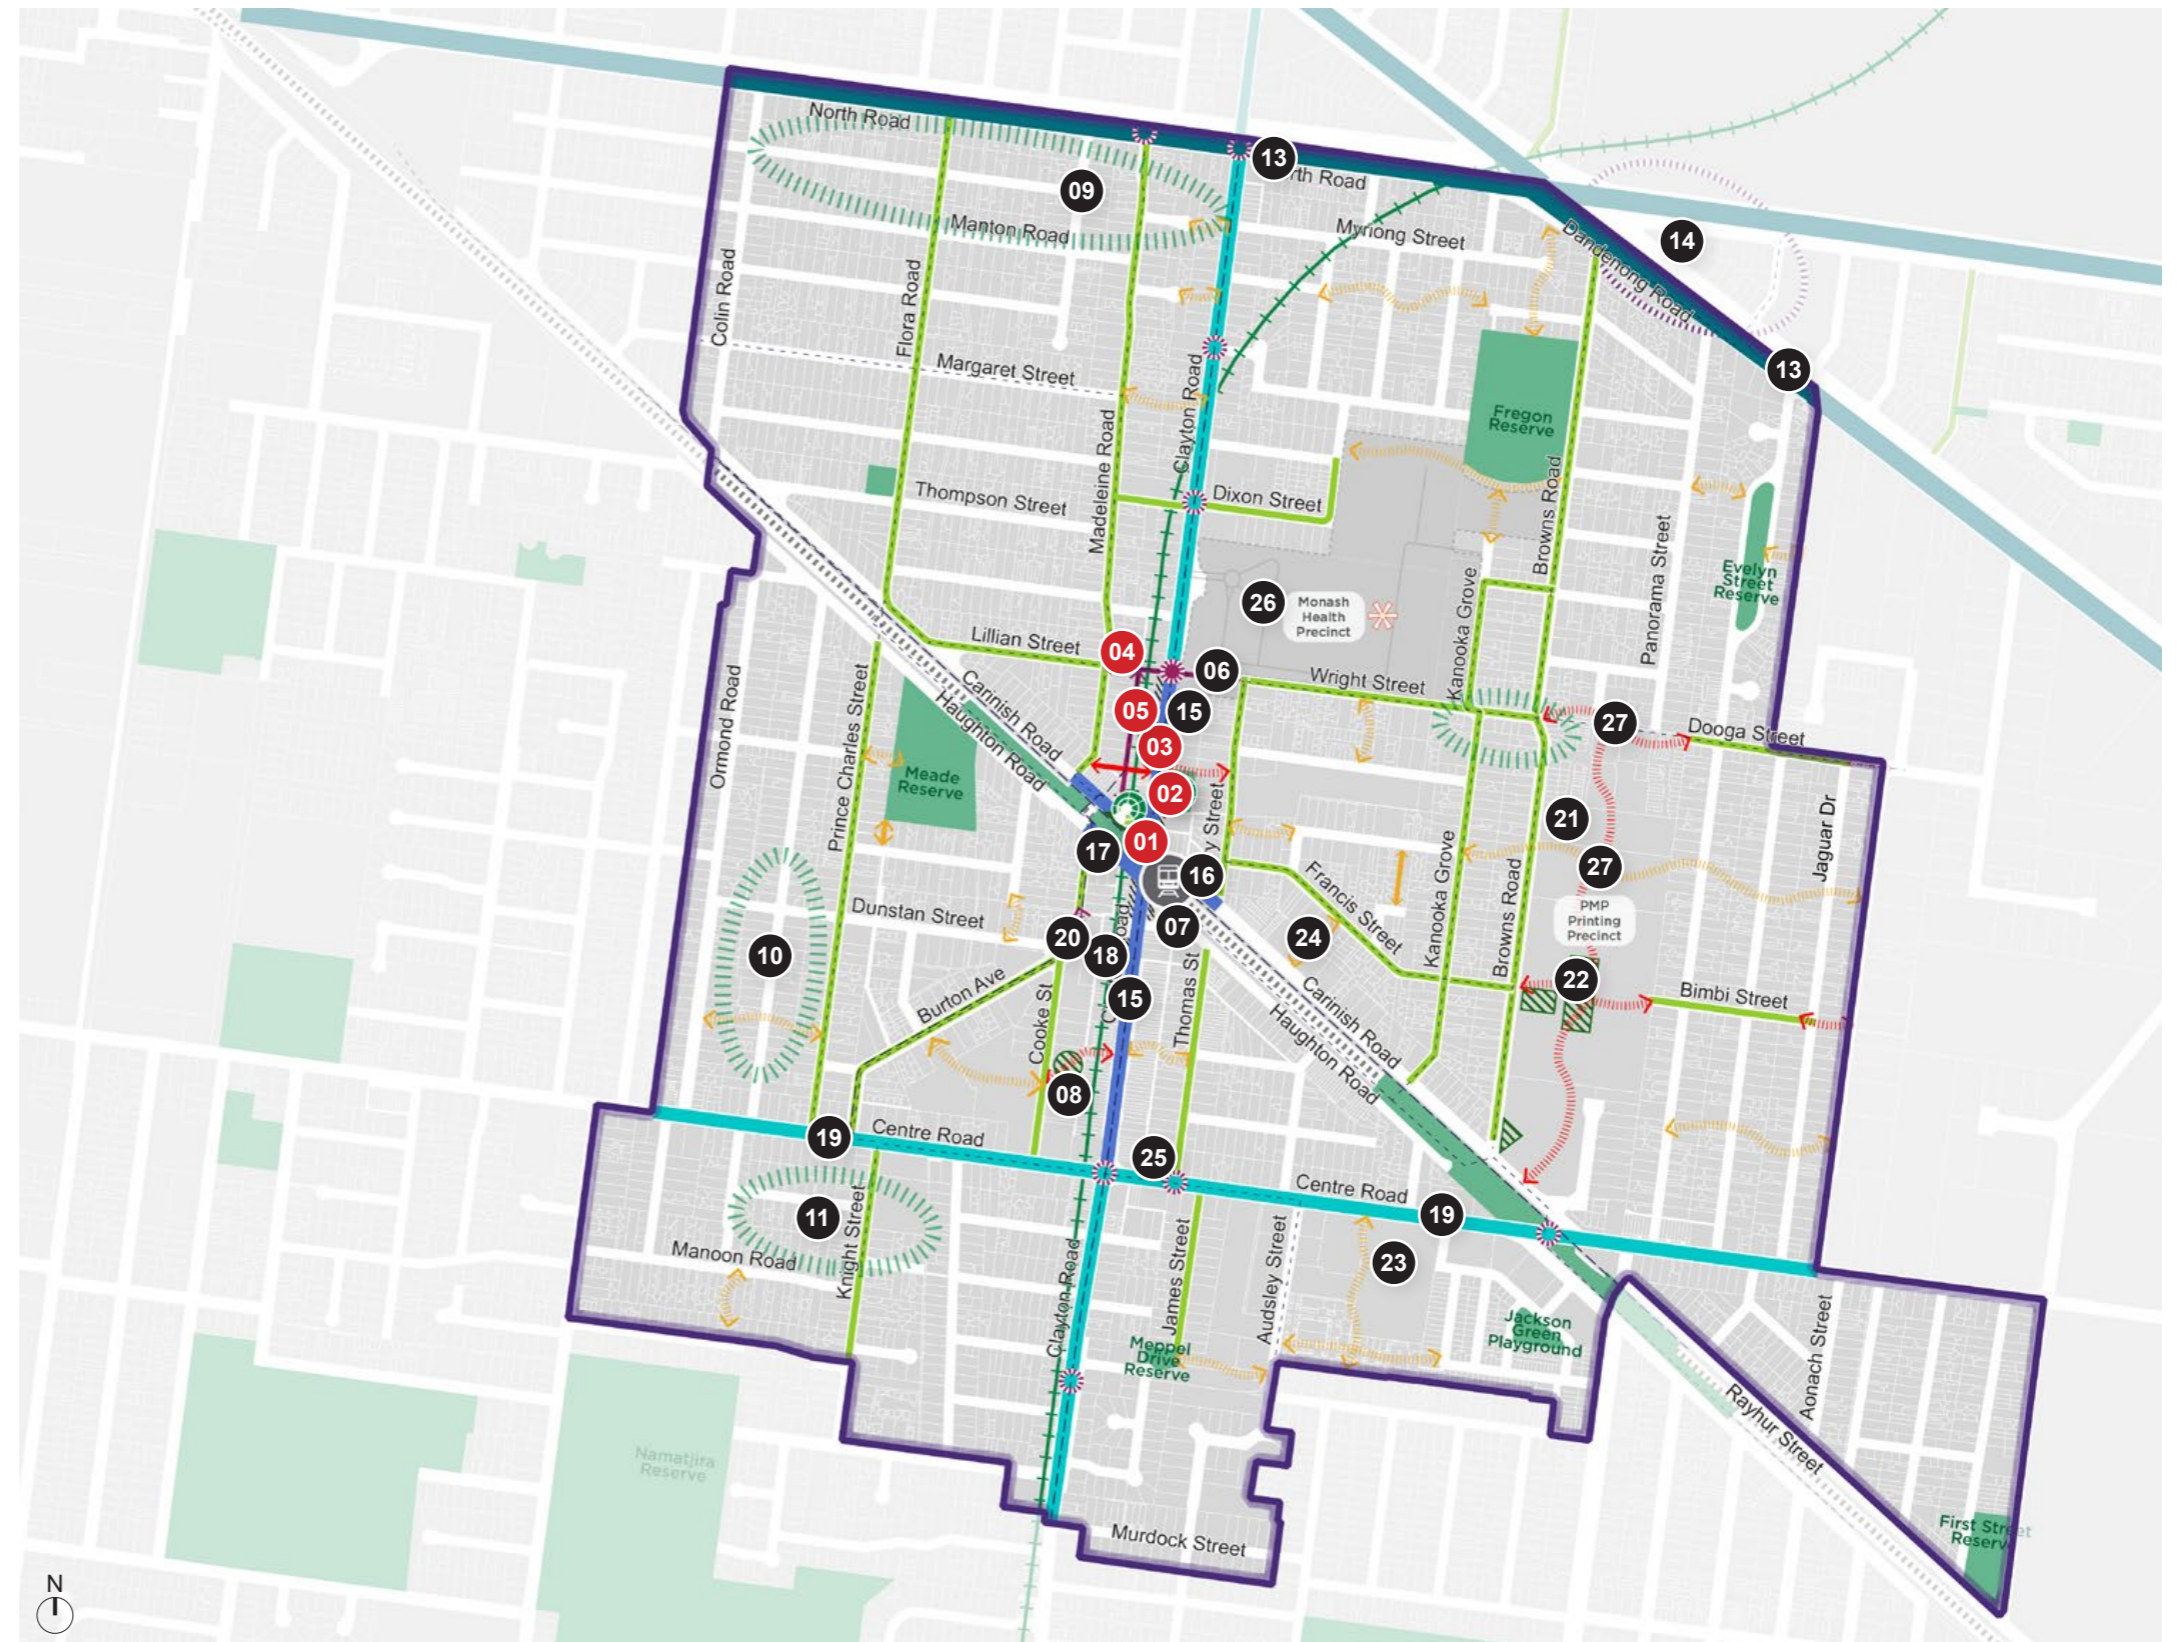 North Road
13
rth Road
09
Manton Road
Myriong Street
Dandenong Road
14
Colin Road
Flora Road
Margaret Street
Clayton Road
13
Madeleine Road
Fregon
Reserve
Thompson Street
Dixon Street
Browns Road
Panorama Street
Evelyn
Street
Reserve
26
Monash
Health
Precinct
Kanooka Grove
Lillian Street
04
06
Wright Street
Ormond Road
Prince Charles Street
Carinish Road
Haughton Road
05
15
03
27
Dooga Street
Meade
Reserve
02
ry Street
21
Jaguar Dr
17
01
16
27
Kanooka Grove
Browns Road
Francis Street
PMP
Printing
Precinct
Dunstan Street
20
18
oad
07
24
10
22
Burton Ave
15
C
Thomas St
Carinish Road
Haughton Road
Bimbi Street
Cooke St
08
19
Centre Road
25
Centre Road
19
11
Knight Street
Manoon Road
Clayton Road
James Street
Audsley Street
23
Meppel
Drive
Reserve
Jackson
Green
Playground
Aonach Street
Rayhur Street
Namatjira
Reserve
First Street
Reserve
Murdock Street
N